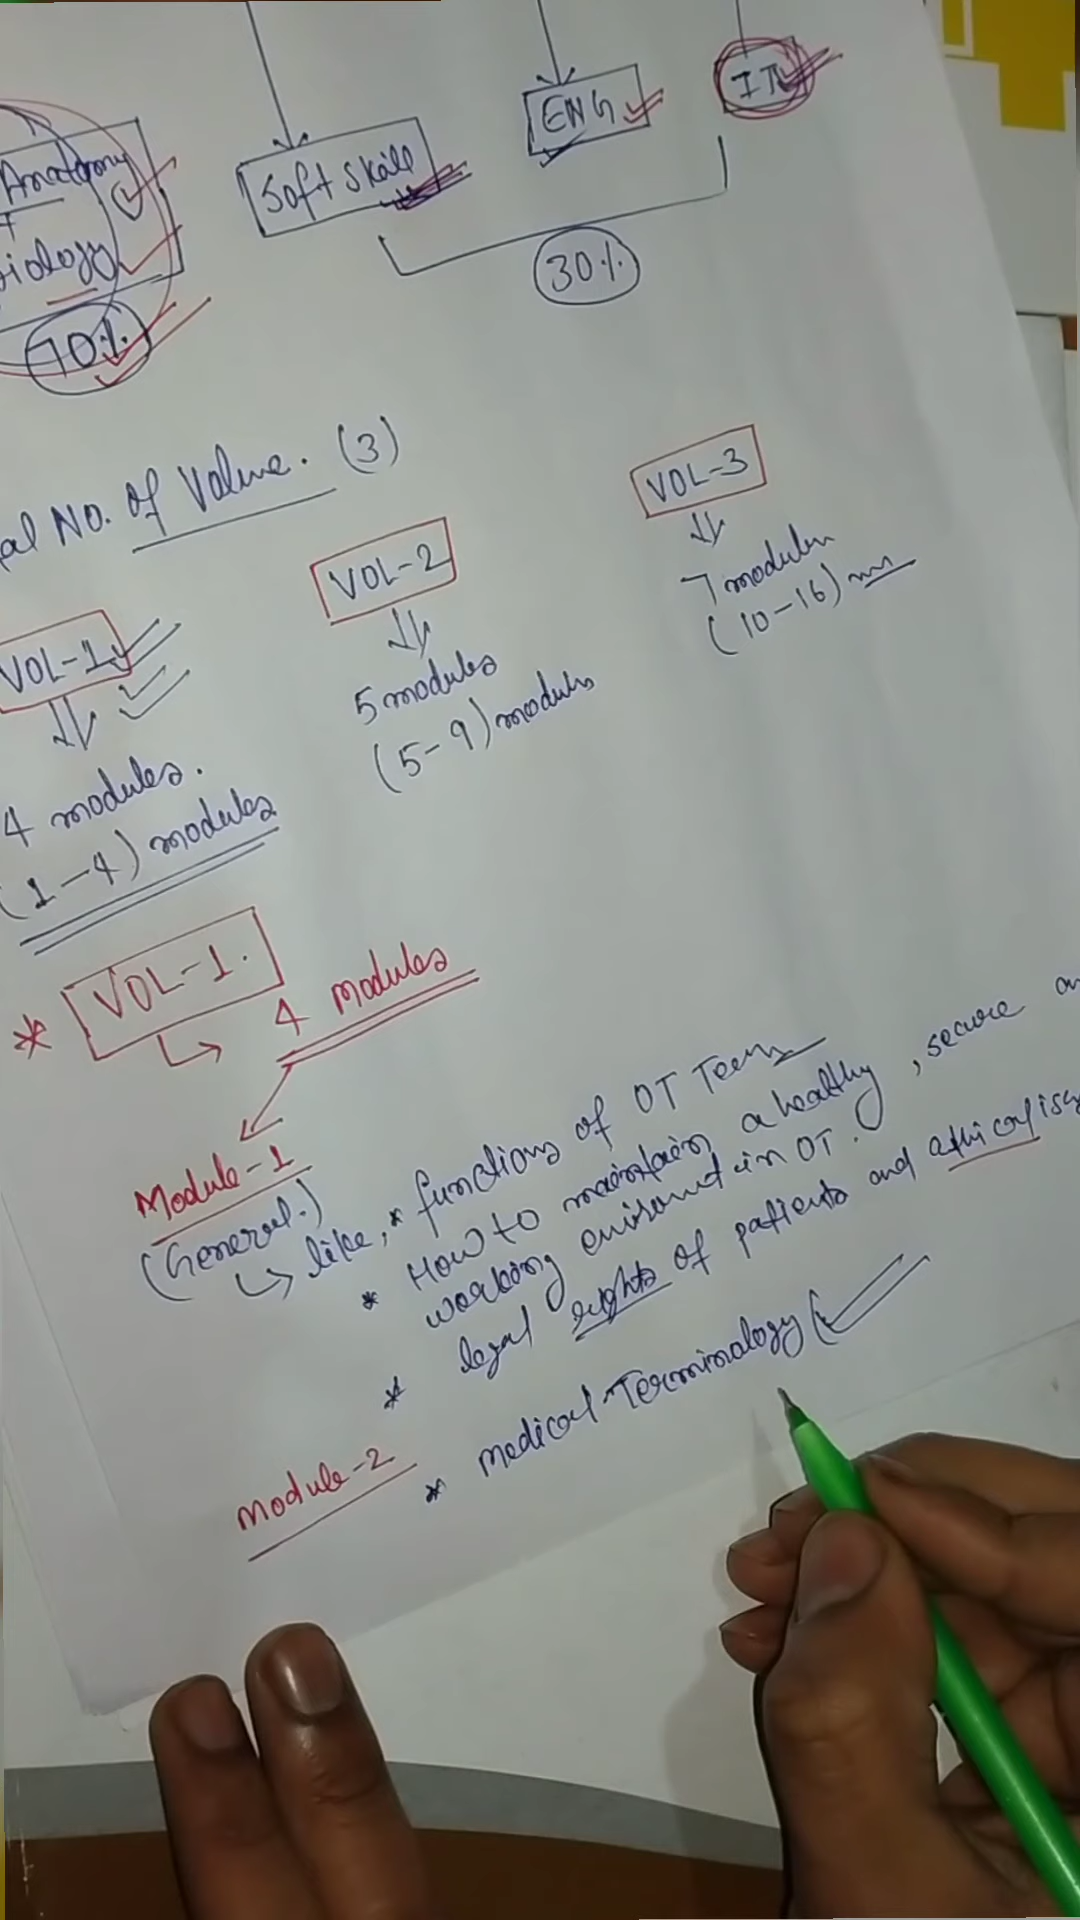 Anatomy
+
iology
70%
Soft Skill
ENG
IT
30%
al NO. of Volume. (3)
VOL-1
4 modules.
(1-4) modules
VOL-2
5 modules
(5-9) modules
VOL-3
7 modules
(10-16)
* VOL-1.
4 Modules
Module-1
(General.)
like, * functions of OT Team
* How to maintain a healthy, secure an
working enviroment in OT.
* legal rights of patients and
Module-2
* Medical Terminology